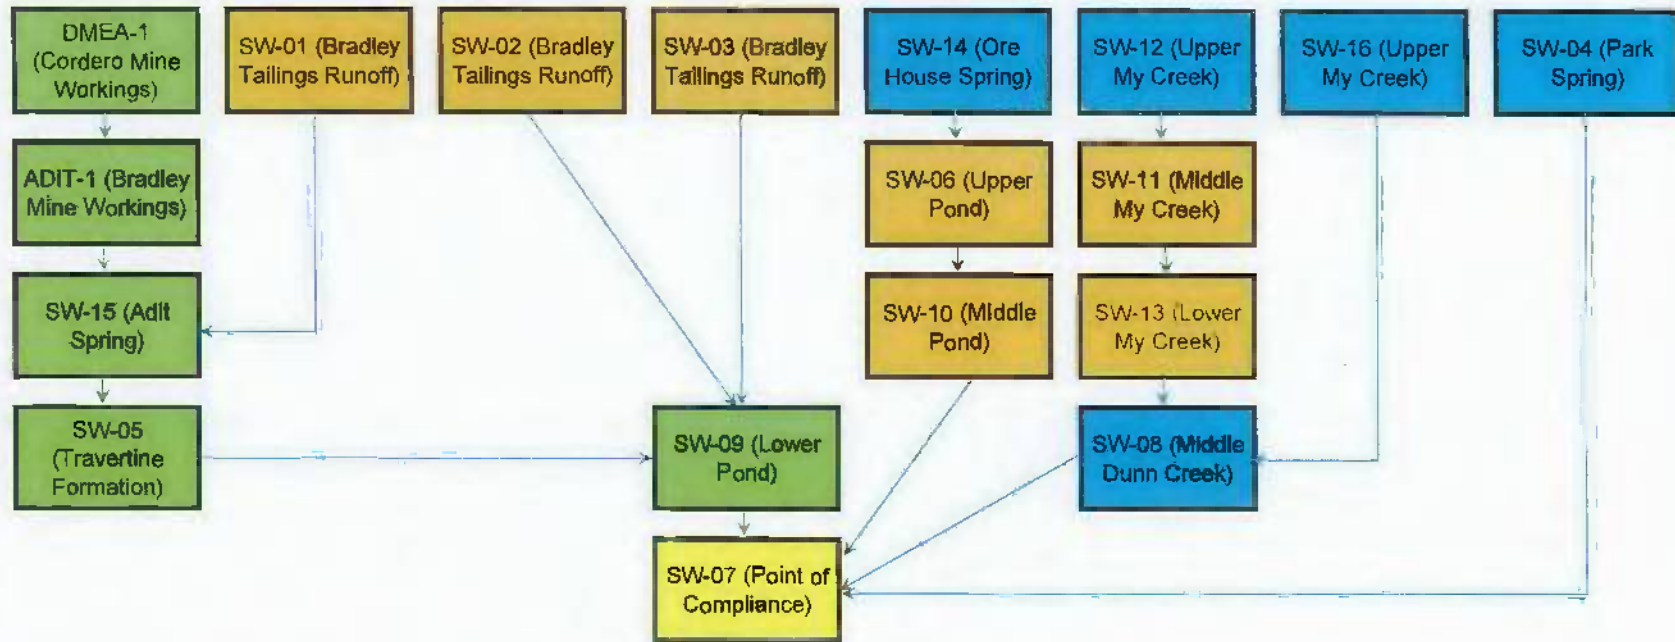 DMEA-1
(Cordero Mine
Workings)
SW-01 (Bradley
Tailings Runoff)
SW-02 (Bradley
Tailings Runoff)
SW-03 (Bradley
Tailings Runoff)
SW-14 (Ore
House Spring)
SW-12 (Upper
My Creek)
SW-16 (Upper
My Creek)
SW-04 (Park
Spring)
ADIT-1 (Bradley
Mine Workings)
SW-06 (Upper
Pond)
SW-11 (Middle
My Creek)
SW-15 (Adit
Spring)
SW-10 (Middle
Pond)
SW-13 (Lower
My Creek)
SW-05
(Travertine
Formation)
SW-09 (Lower
Pond)
SW-08 (Middle
Dunn Creek)
SW-07 (Point of
Compliance)